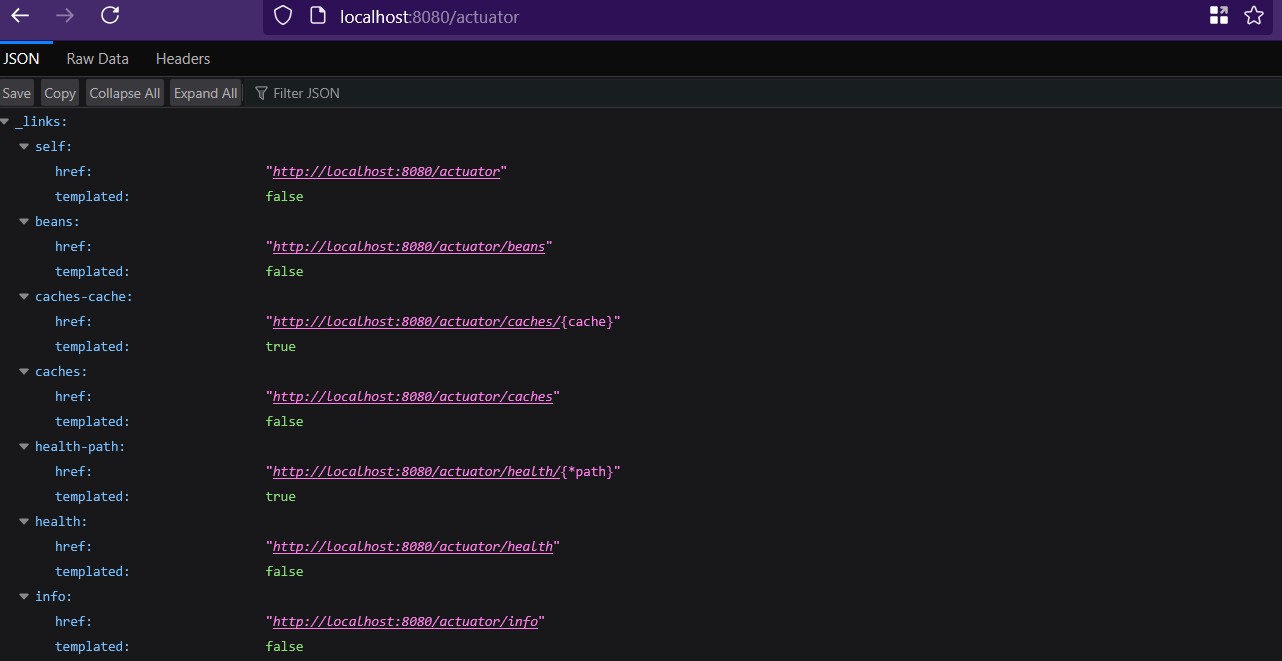 localhost:8080/actuator
JSON Raw Data Headers
Save Copy Collapse All Expand All Filter JSON
_links:
self:
href: "http://localhost:8080/actuator"
templated: false
beans:
href: "http://localhost:8080/actuator/beans"
templated: false
caches-cache:
href: "http://localhost:8080/actuator/caches/{cache}"
templated: true
caches:
href: "http://localhost:8080/actuator/caches"
templated: false
health-path:
href: "http://localhost:8080/actuator/health/{*path}"
templated: true
health:
href: "http://localhost:8080/actuator/health"
templated: false
info:
href: "http://localhost:8080/actuator/info"
templated: false